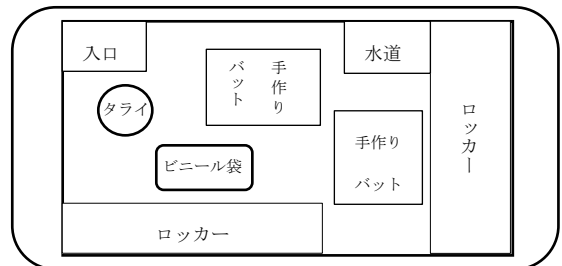 入口
水道
手作り
バット
タライ
手作り
バット
ロッカー
ビニール袋
ロッカー